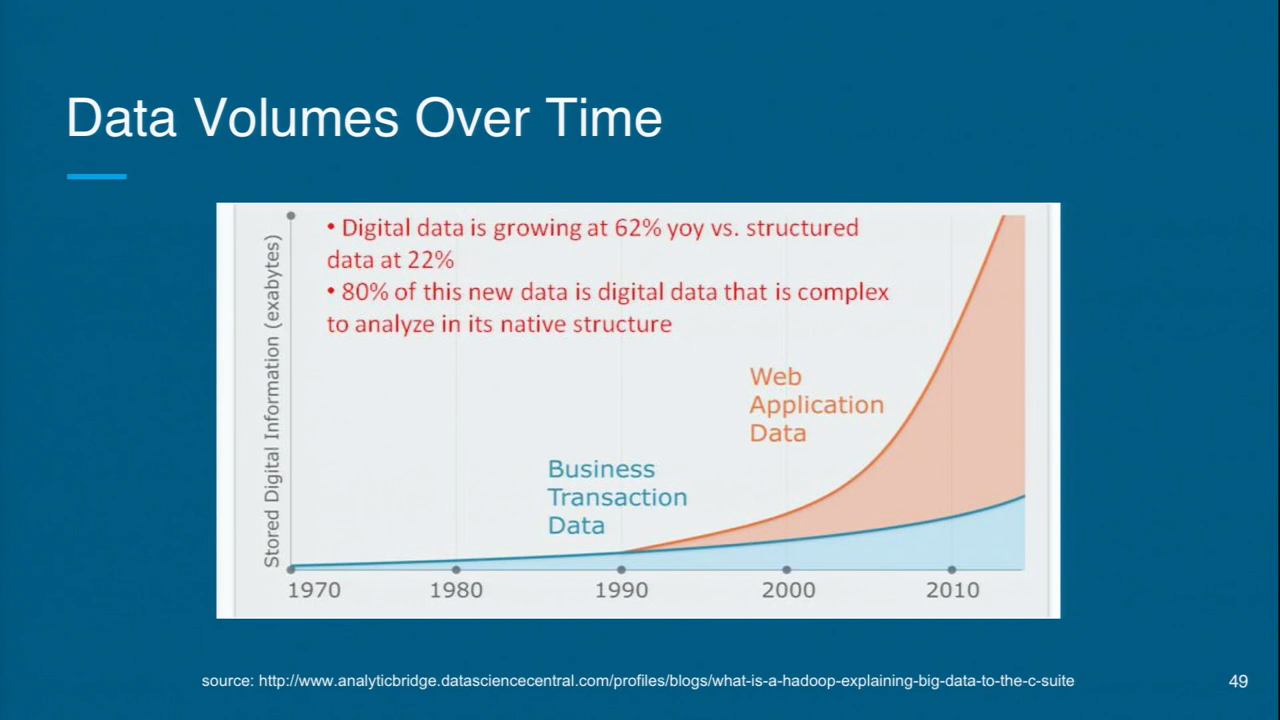 Data Volumes Over Time
• Digital data is growing at 62% yoy vs. structured
data at 22%
• 80% of this new data is digital data that is complex
to analyze in its native structure
Stored Digital Information (exabytes)
Web
Application
Data
Business
Transaction
Data
1970 1980 1990 2000 2010
source: http://www.analyticbridge.datasciencecentral.com/profiles/blogs/what-is-a-hadoop-explaining-big-data-to-the-c-suite
49